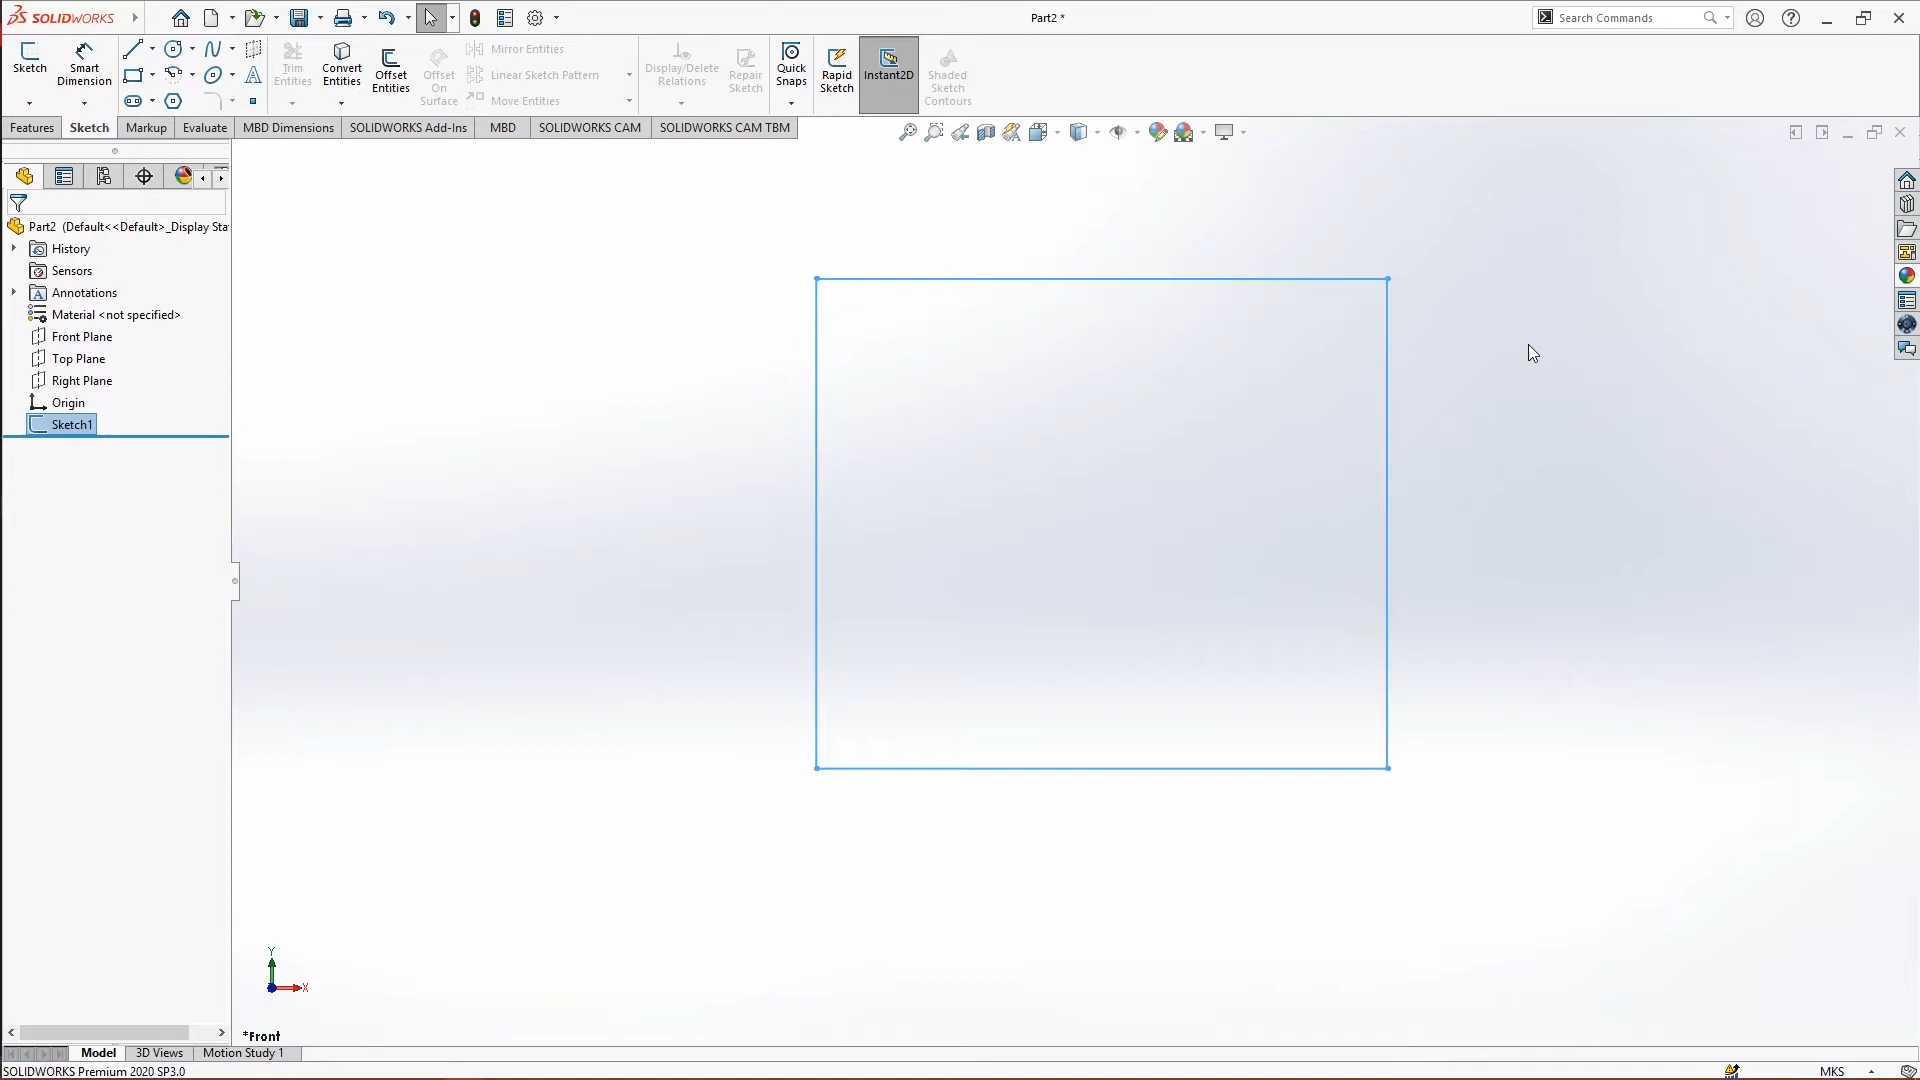 SOLIDWORKS
Part2 *
Search Commands
Sketch
Smart Dimension
Trim Entities
Convert Entities
Offset Entities
Offset On Surface
Mirror Entities
Linear Sketch Pattern
Move Entities
Display/Delete Relations
Repair Sketch
Quick Snaps
Rapid Sketch
Instant2D
Shaded Sketch Contours
Features
Sketch
Markup
Evaluate
MBD Dimensions
SOLIDWORKS Add-Ins
MBD
SOLIDWORKS CAM
SOLIDWORKS CAM TBM
Part2 (Default<<Default>_Display Sta
History
Sensors
Annotations
Material <not specified>
Front Plane
Top Plane
Right Plane
Origin
Sketch1
Y
X
*Front
Model
3D Views
Motion Study 1
SOLIDWORKS Premium 2020 SP3.0
MKS